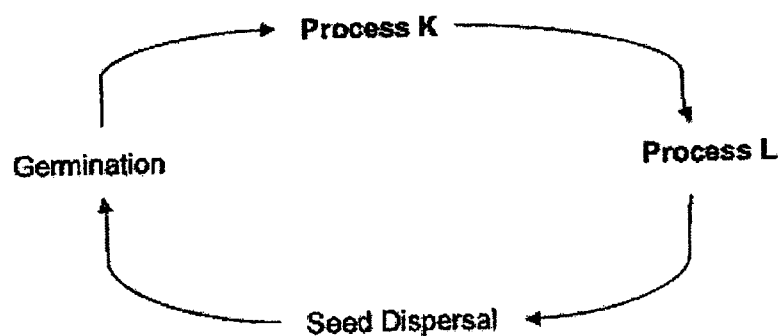 Process K
Germination
Process L
Seed Dispersal